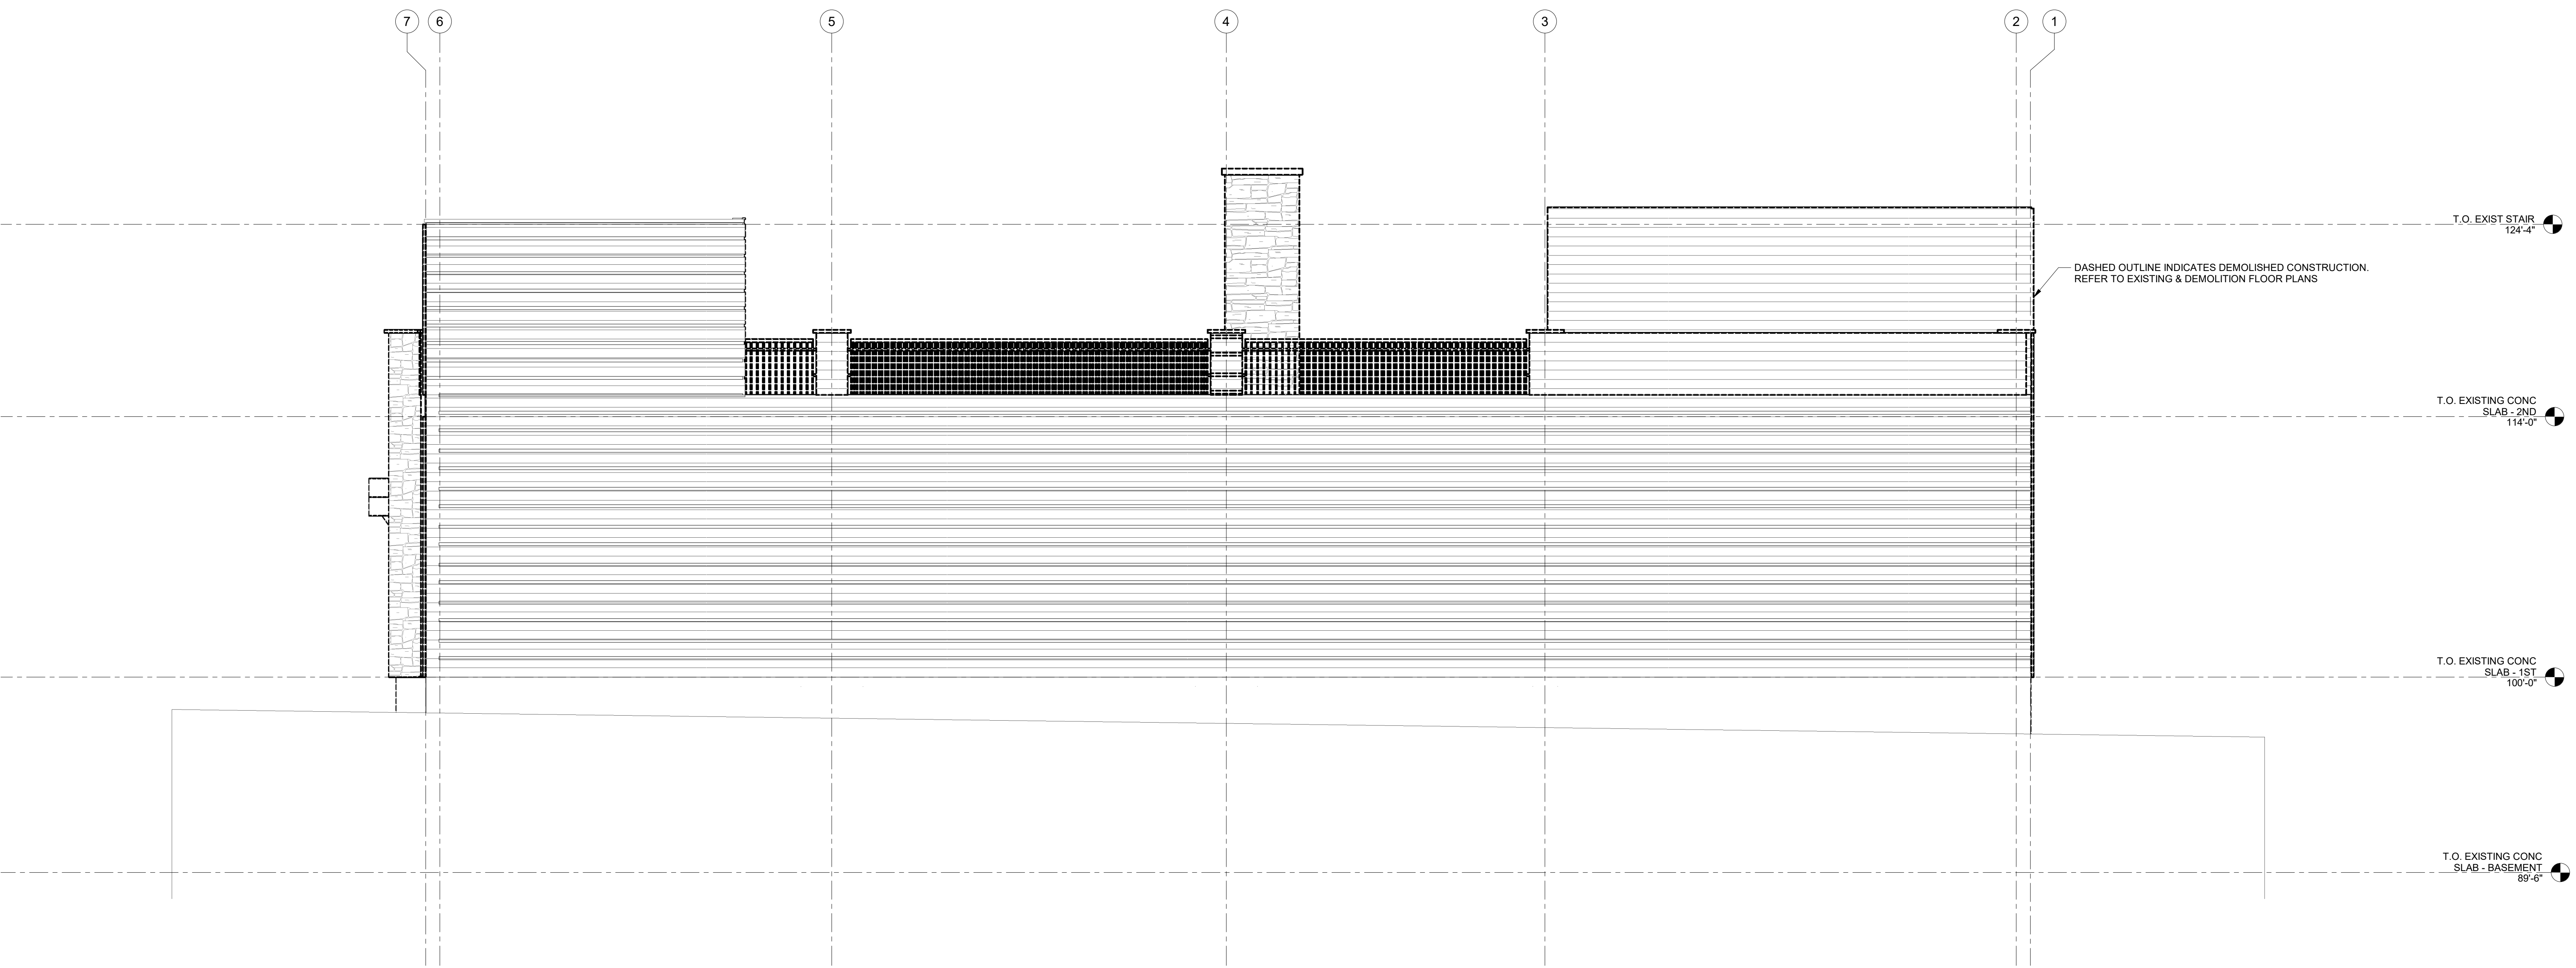 7
6
5
4
3
2
1
T.O. EXIST STAIR
124'-4"
DASHED OUTLINE INDICATES DEMOLISHED CONSTRUCTION.
REFER TO EXISTING & DEMOLITION FLOOR PLANS
T.O. EXISTING CONC
SLAB - 2ND
114'-0"
T.O. EXISTING CONC
SLAB - 1ST
100'-0"
T.O. EXISTING CONC
SLAB - BASEMENT
89'-6"